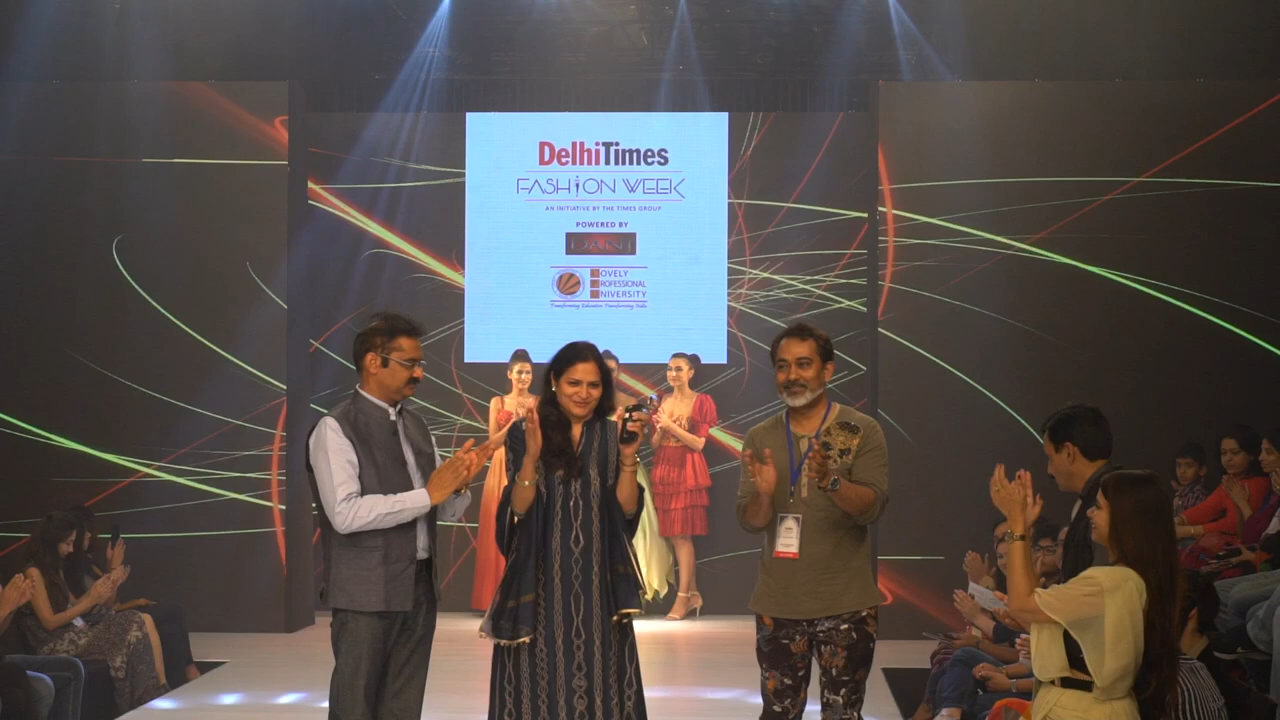 DelhiTimes
FASHION WEEK
AN INITIATIVE BY THE TIMES GROUP
POWERED BY
LOVELY
PROFESSIONAL
UNIVERSITY
Transforming Education Transforming India